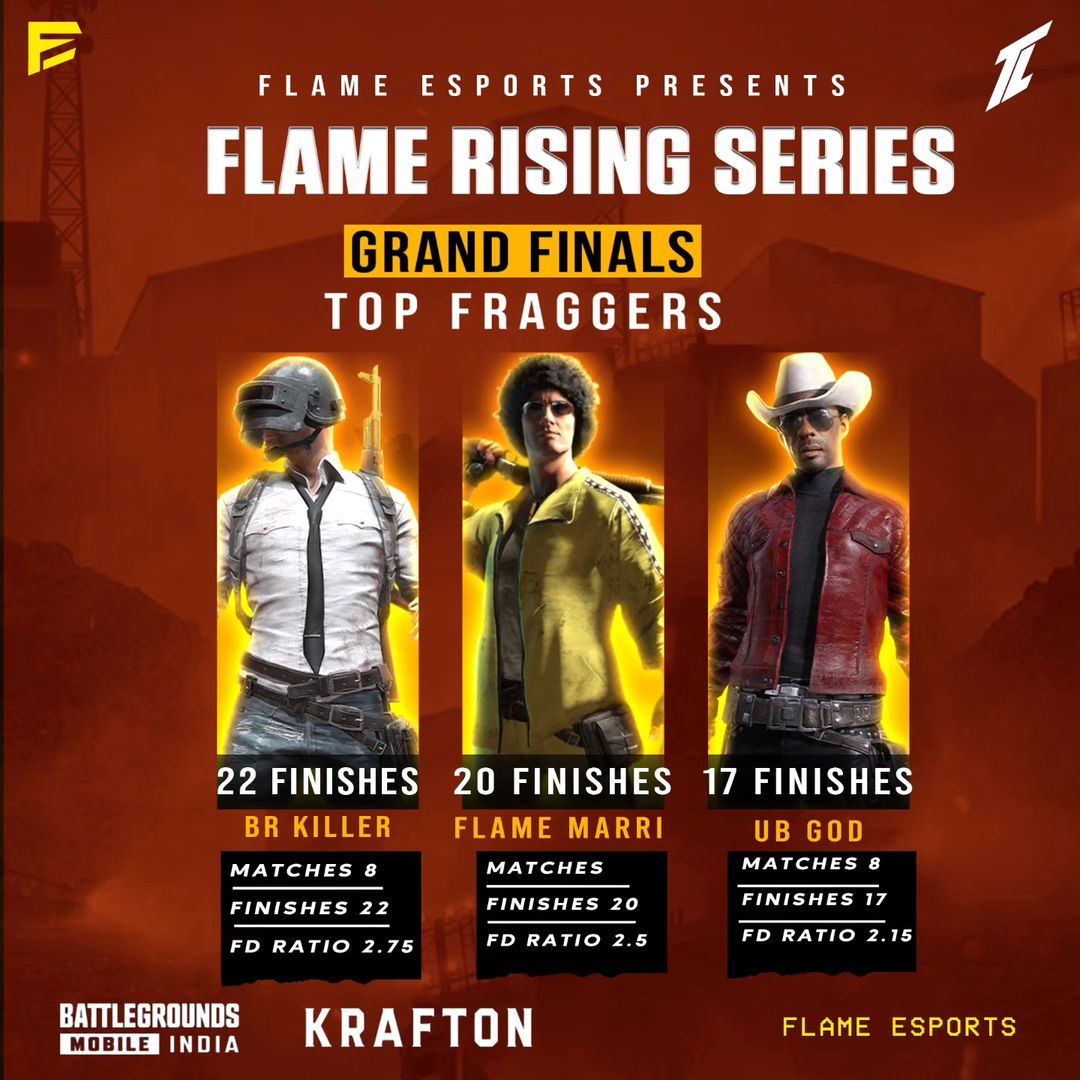 FLAME ESPORTS PRESENTS
FLAME RISING SERIES
GRAND FINALS
TOP FRAGGERS
22 FINISHES
BR KILLER
MATCHES 8
FINISHES 22
FD RATIO 2.75
20 FINISHES
FLAME MARRI
MATCHES
FINISHES 20
FD RATIO 2.5
17 FINISHES
UB GOD
MATCHES 8
FINISHES 17
FD RATIO 2.15
BATTLEGROUNDS
MOBILE INDIA
KRAFTON
FLAME ESPORTS